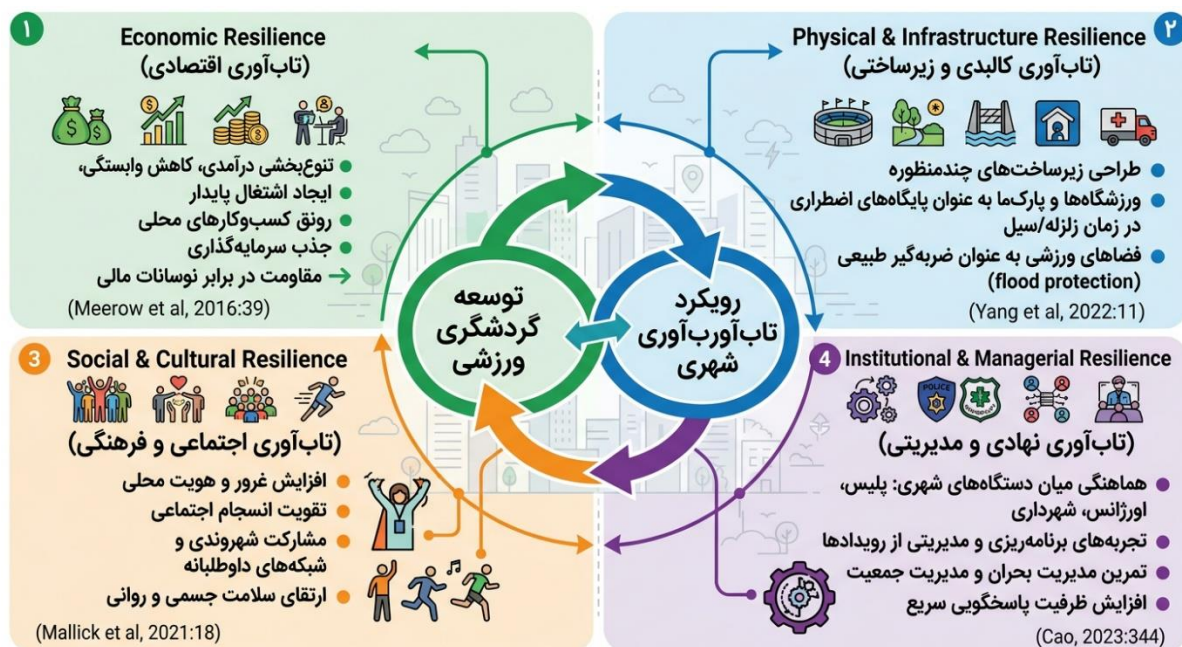 ۱
Economic Resilience
(تاب‌آوری اقتصادی)
تنوع‌بخشی درآمدی، کاهش وابستگی،
ایجاد اشتغال پایدار
رونق کسب‌وکارهای محلی
جذب سرمایه‌گذاری
مقاومت در برابر نوسانات مالی
(Meerow et al, 2016:39)
۲
Physical & Infrastructure Resilience
(تاب‌آوری کالبدی و زیرساختی)
طراحی زیرساخت‌های چندمنظوره
ورزشگاه‌ها و پارک‌ما به عنوان پایگاه‌های اضطراری
در زمان زلزله/سیل
فضاهای ورزشی به عنوان ضربه‌گیر طبیعی
(flood protection)
(Yang et al, 2022:11)
توسعه
گردشگری
ورزشی
رویکرد
تاب‌آورب‌آوری
شهری
3
Social & Cultural Resilience
(تاب‌آوری اجتماعی و فرهنگی)
افزایش غرور و هویت محلی
تقویت انسجام اجتماعی
مشارکت شهروندی و
شبکه‌های داوطلبانه
ارتقای سلامت جسمی و روانی
(Mallick et al, 2021:18)
4
Institutional & Managerial Resilience
POLICE
(تاب‌آوری نهادی و مدیریتی)
هماهنگی میان دستگاه‌های شهری: پلیس،
اورژانس، شهرداری
تجربه‌های برنامه‌ریزی و مدیریتی از رویدادها
تمرین مدیریت بحران و مدیریت جمعیت
افزایش ظرفیت پاسخگویی سریع
(Cao, 2023:344)